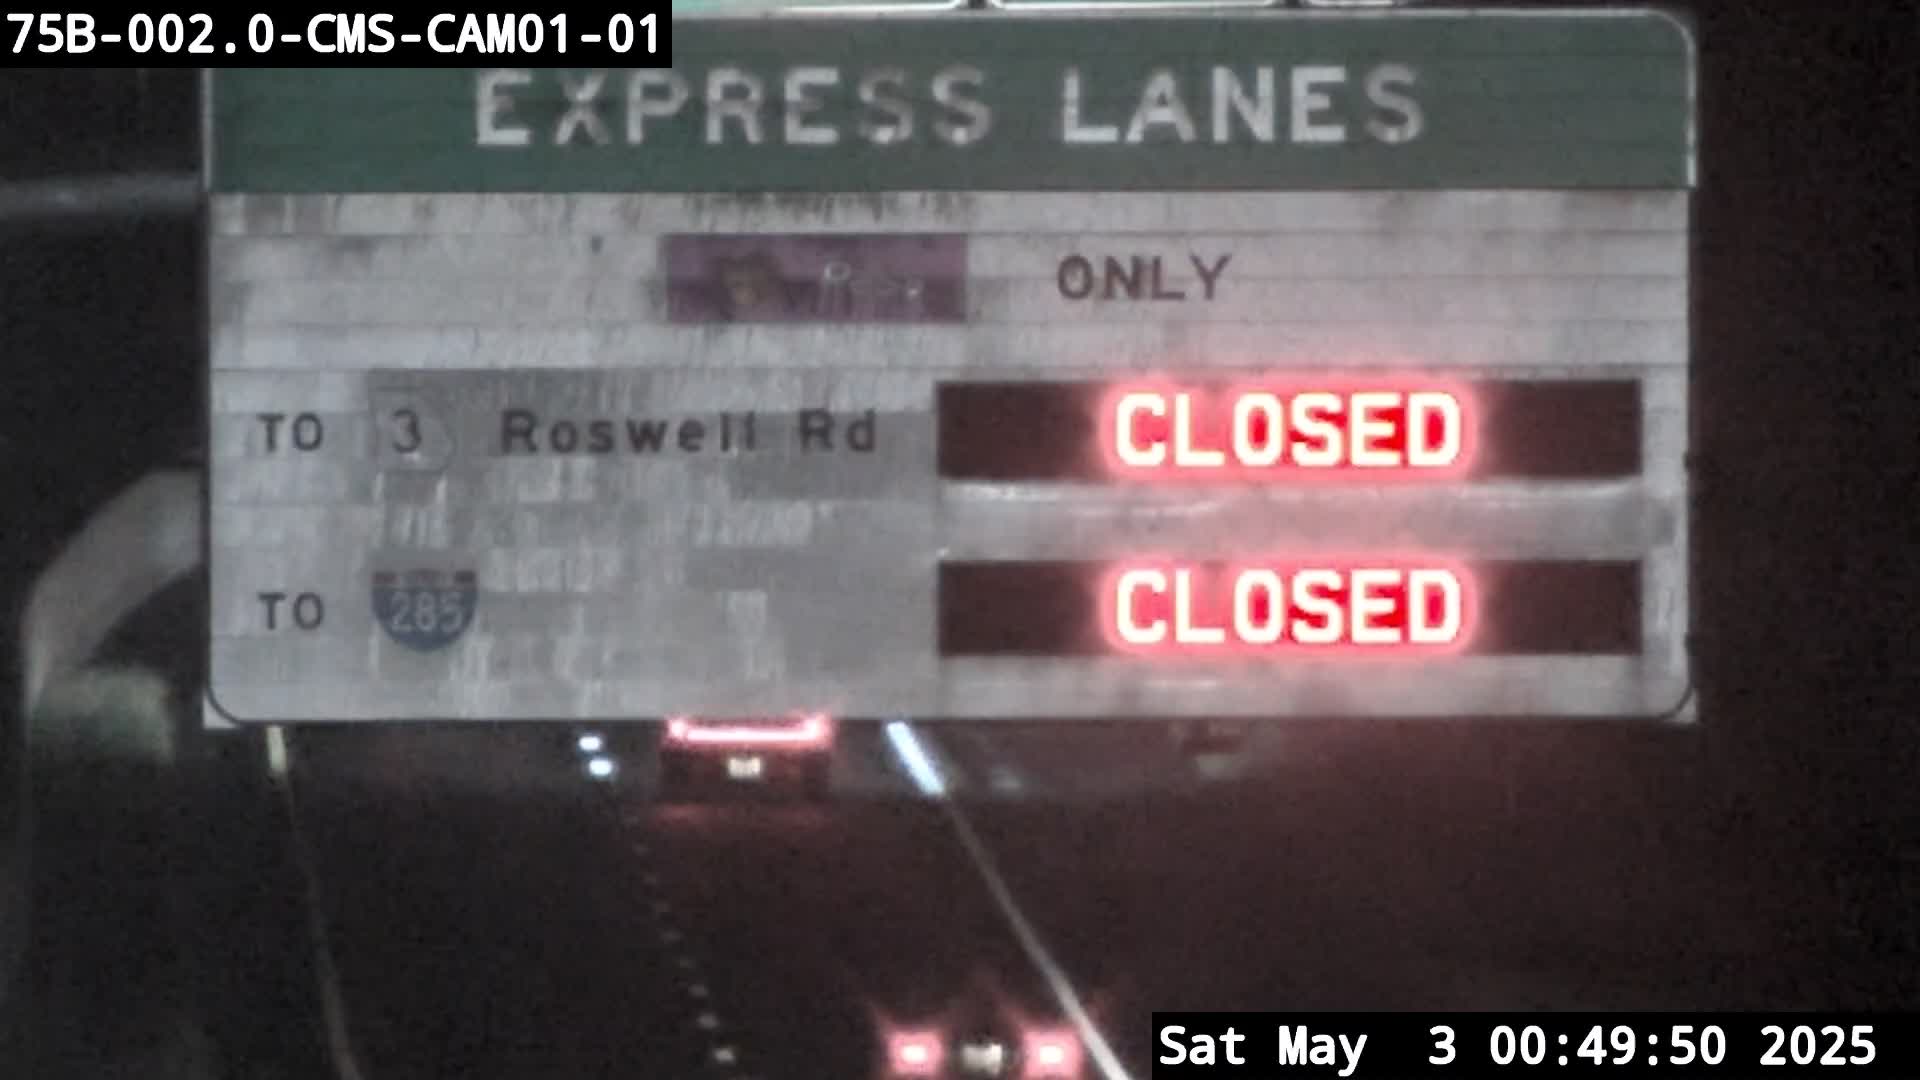 75B-002.0-CMS-CAM01-01
EXPRESS LANES
ONLY
TO 3 Roswell Rd CLOSED
TO 285 CLOSED
Sat May 3 00:49:50 2025